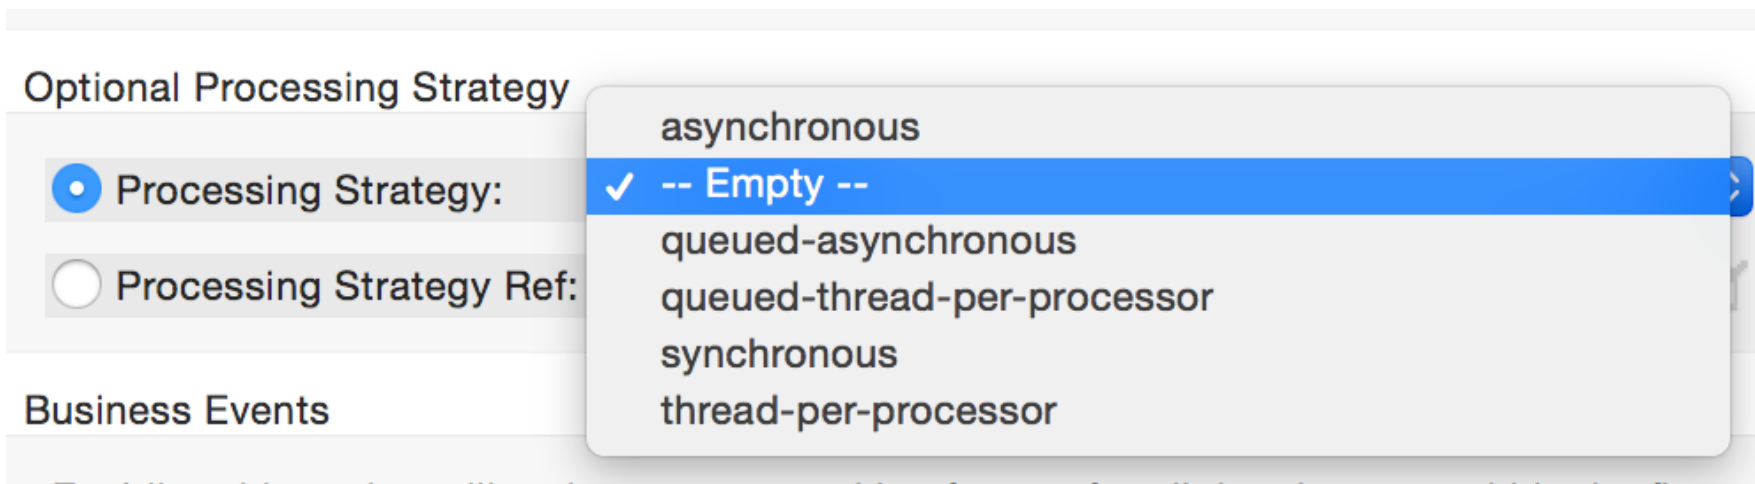 Optional Processing Strategy
asynchronous
Processing Strategy:
✓ -- Empty --
queued-asynchronous
Processing Strategy Ref:
queued-thread-per-processor
synchronous
Business Events
thread-per-processor